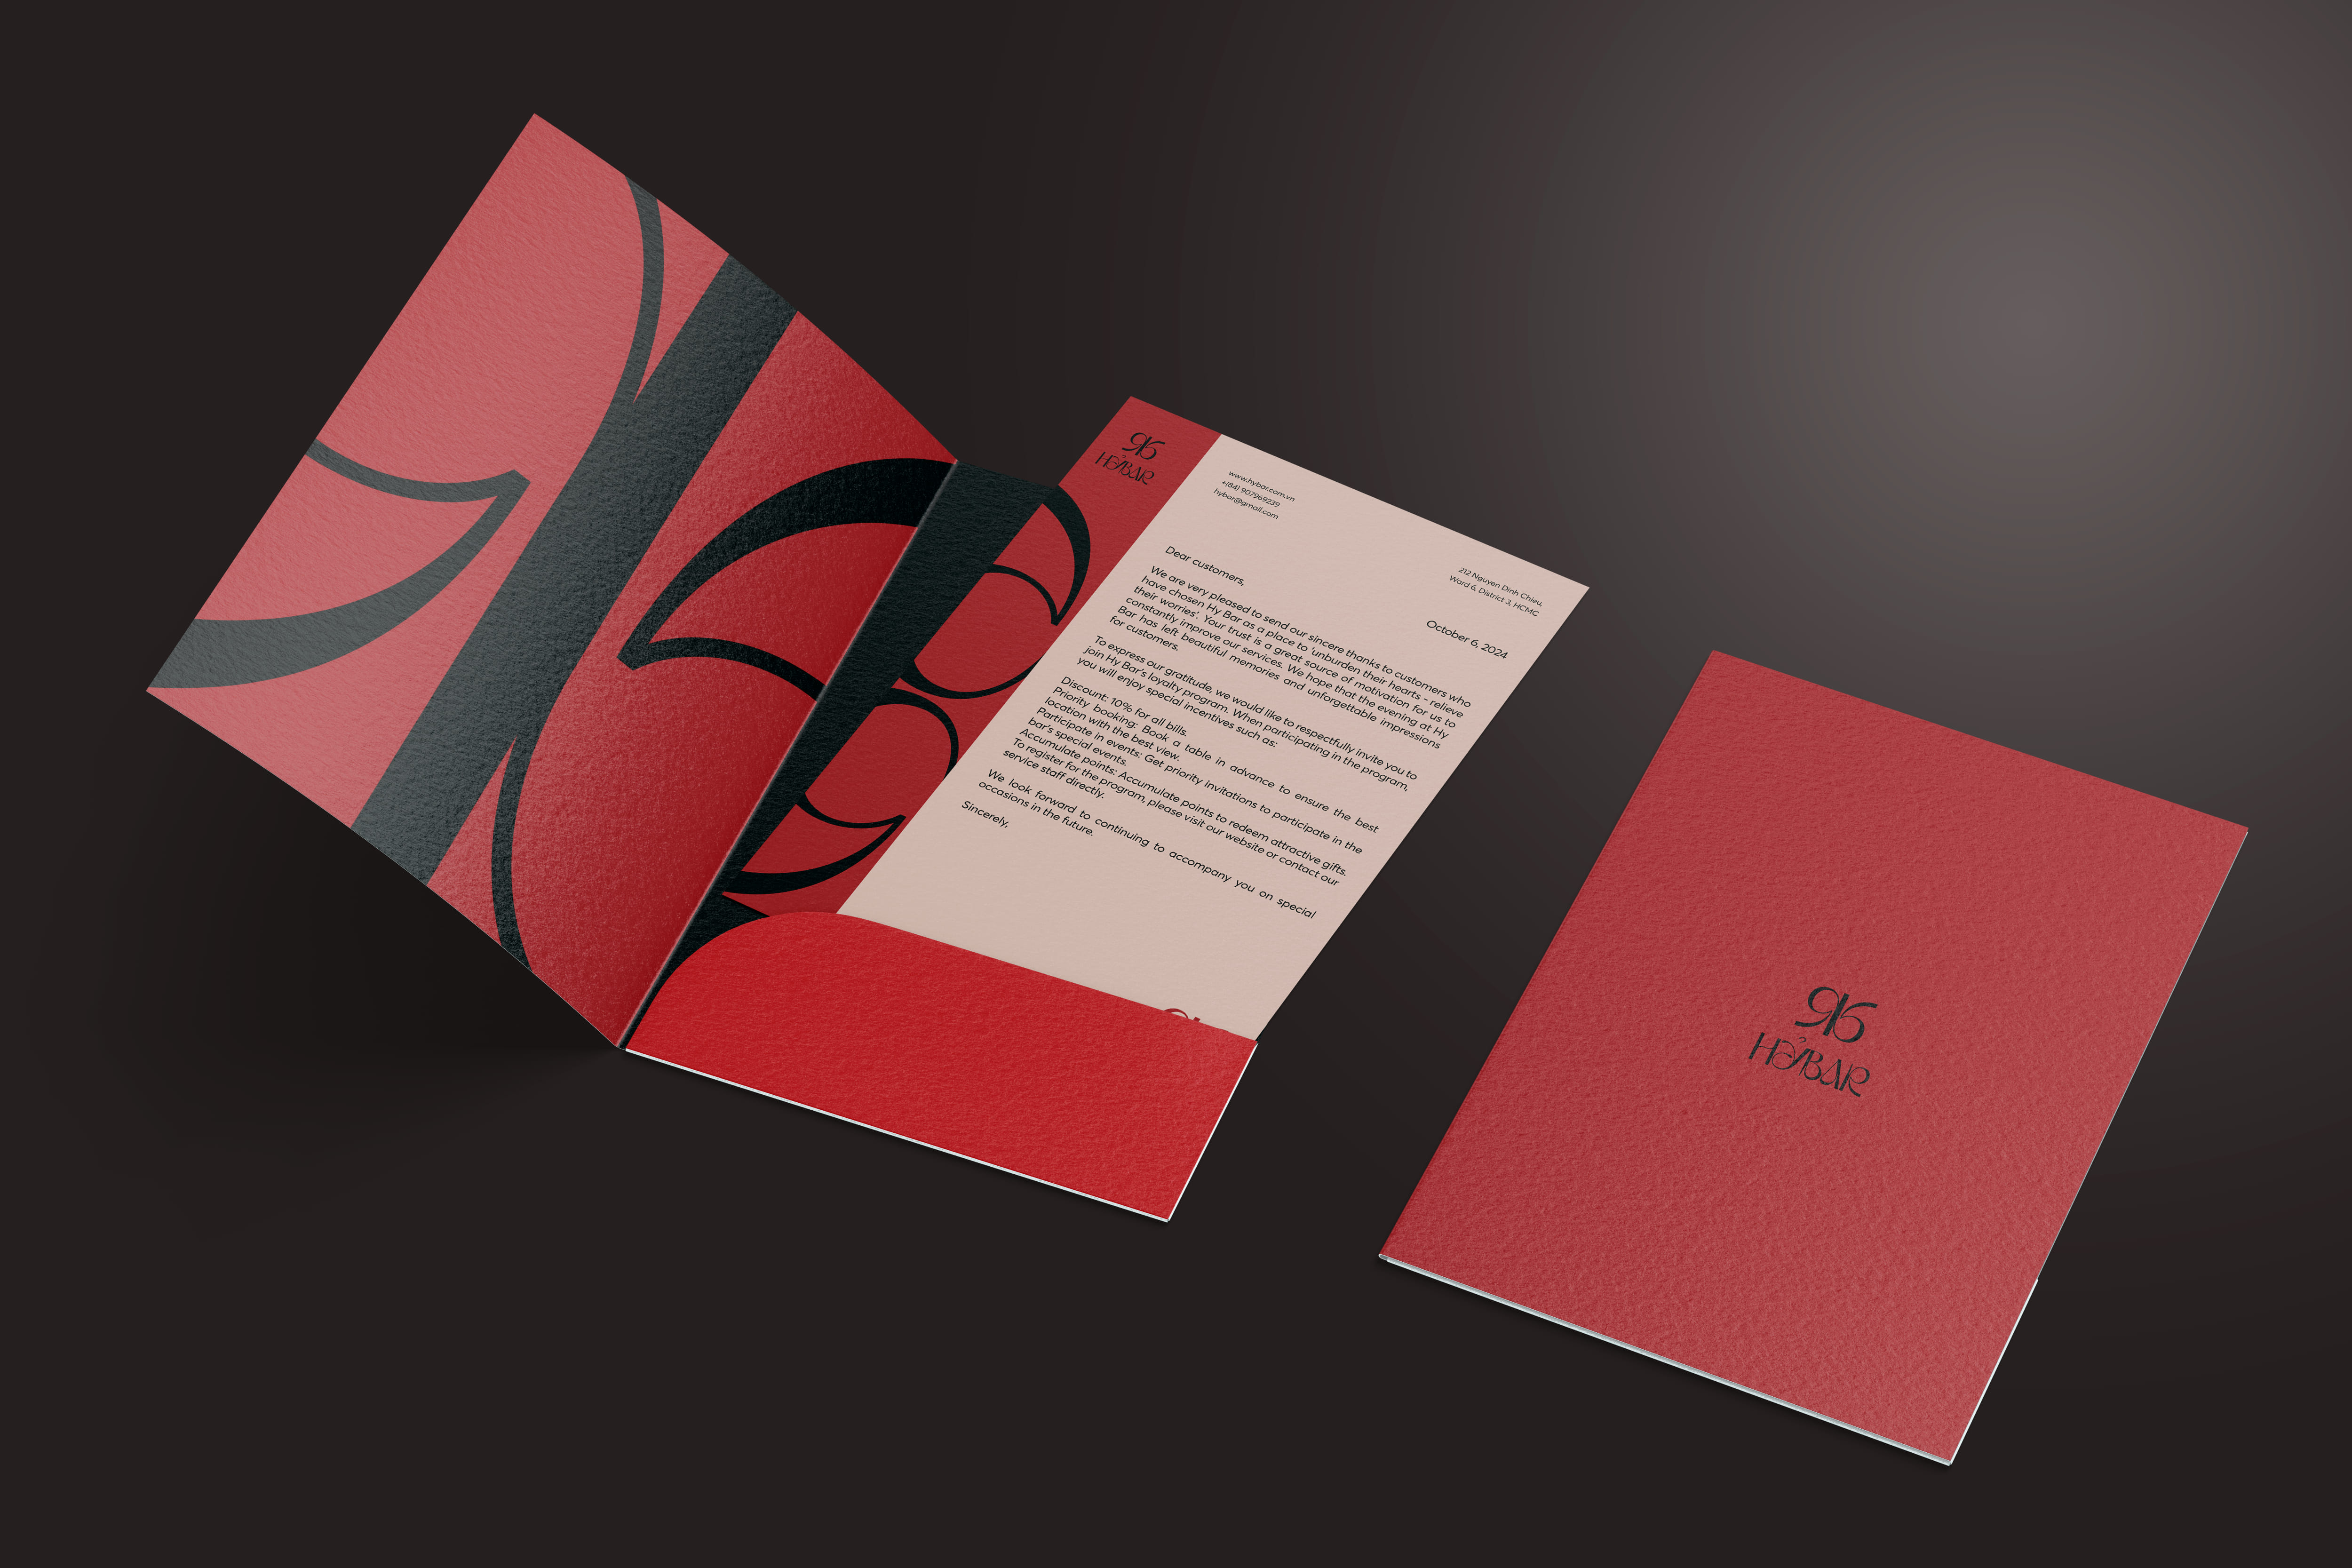 HỶBAR
www.hybar.com.vn
+(84) 907969239
hybar@gmail.com
212 Nguyen Dinh Chieu,
Ward 6, District 3, HCMC
October 6, 2024
Dear customers,
We are very pleased to send our sincere thanks to customers who
have chosen Hy Bar as a place to 'unburden their hearts - relieve
their worries'. Your trust is a great source of motivation for us to
constantly improve our services. We hope that the evening at Hy
Bar has left beautiful memories and unforgettable impressions
for customers.
To express our gratitude, we would like to respectfully invite you to
join Hy Bar's loyalty program. When participating in the program,
you will enjoy special incentives such as:
Discount: 10% for all bills.
Priority booking: Book a table in advance to ensure the best
location with the best view.
Participate in events: Get priority invitations to participate in the
bar's special events.
Accumulate points: Accumulate points to redeem attractive gifts.
To register for the program, please visit our website or contact our
service staff directly.
We look forward to continuing to accompany you on special
occasions in the future.
Sincerely,
HỶBAR